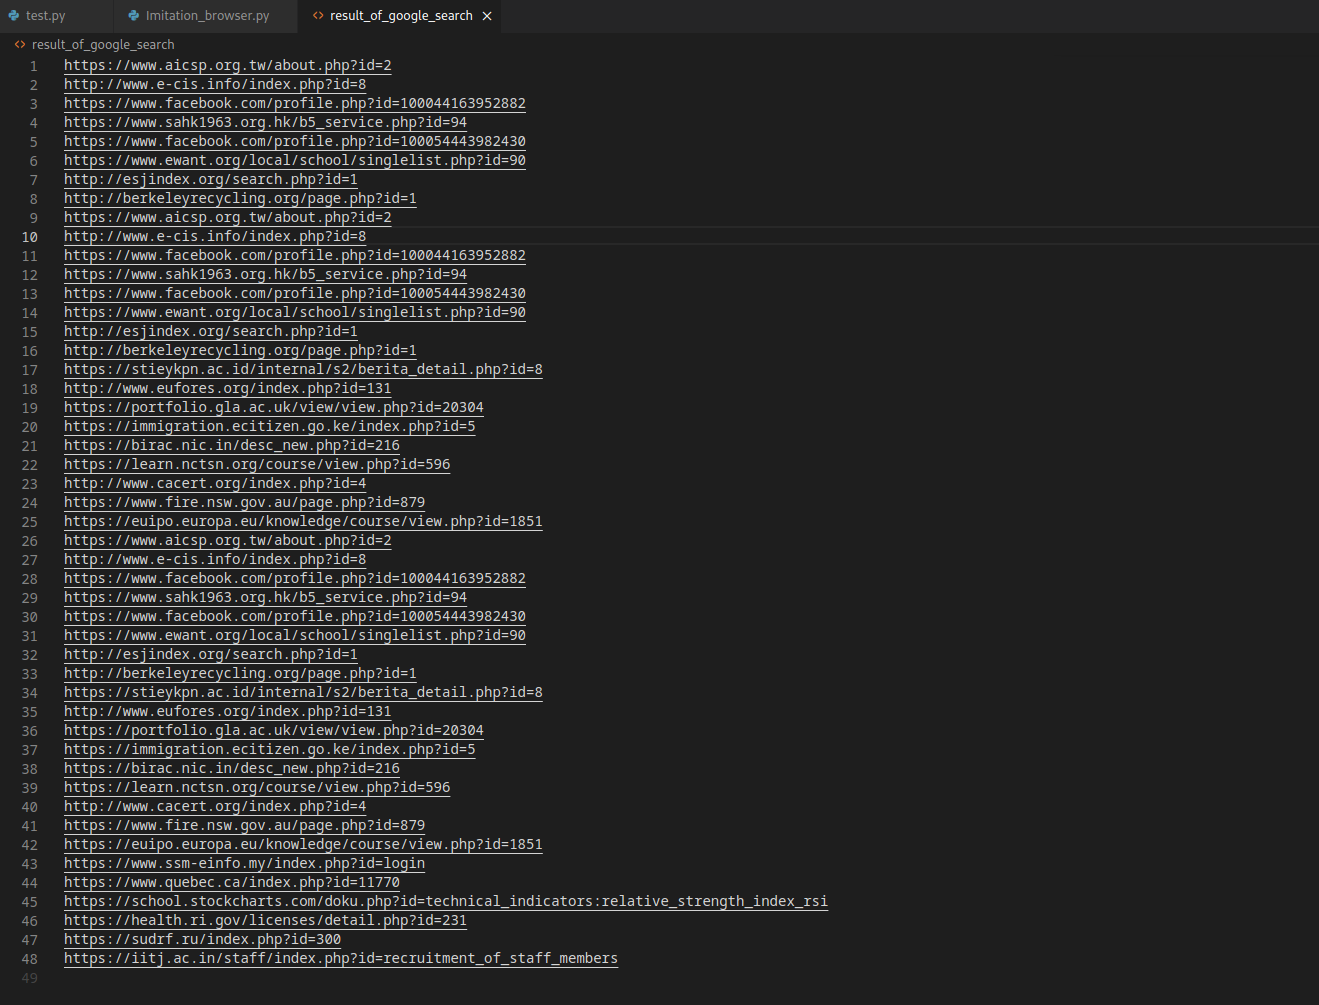 test.py Imitation_browser.py <> result_of_google_search ×
<> result_of_google_search
1 https://www.aicsp.org.tw/about.php?id=2
2 http://www.e-cis.info/index.php?id=8
3 https://www.facebook.com/profile.php?id=100044163952882
4 https://www.sahk1963.org.hk/b5_service.php?id=94
5 https://www.facebook.com/profile.php?id=100054443982430
6 https://www.ewant.org/local/school/singlelist.php?id=90
7 http://esjindex.org/search.php?id=1
8 http://berkeleyrecycling.org/page.php?id=1
9 https://www.aicsp.org.tw/about.php?id=2
10 http://www.e-cis.info/index.php?id=8
11 https://www.facebook.com/profile.php?id=100044163952882
12 https://www.sahk1963.org.hk/b5_service.php?id=94
13 https://www.facebook.com/profile.php?id=100054443982430
14 https://www.ewant.org/local/school/singlelist.php?id=90
15 http://esjindex.org/search.php?id=1
16 http://berkeleyrecycling.org/page.php?id=1
17 https://stieykpn.ac.id/internal/s2/berita_detail.php?id=8
18 http://www.eufores.org/index.php?id=131
19 https://portfolio.gla.ac.uk/view/view.php?id=20304
20 https://immigration.ecitizen.go.ke/index.php?id=5
21 https://birac.nic.in/desc_new.php?id=216
22 https://learn.nctsn.org/course/view.php?id=596
23 http://www.cacert.org/index.php?id=4
24 https://www.fire.nsw.gov.au/page.php?id=879
25 https://euipo.europa.eu/knowledge/course/view.php?id=1851
26 https://www.aicsp.org.tw/about.php?id=2
27 http://www.e-cis.info/index.php?id=8
28 https://www.facebook.com/profile.php?id=100044163952882
29 https://www.sahk1963.org.hk/b5_service.php?id=94
30 https://www.facebook.com/profile.php?id=100054443982430
31 https://www.ewant.org/local/school/singlelist.php?id=90
32 http://esjindex.org/search.php?id=1
33 http://berkeleyrecycling.org/page.php?id=1
34 https://stieykpn.ac.id/internal/s2/berita_detail.php?id=8
35 http://www.eufores.org/index.php?id=131
36 https://portfolio.gla.ac.uk/view/view.php?id=20304
37 https://immigration.ecitizen.go.ke/index.php?id=5
38 https://birac.nic.in/desc_new.php?id=216
39 https://learn.nctsn.org/course/view.php?id=596
40 http://www.cacert.org/index.php?id=4
41 https://www.fire.nsw.gov.au/page.php?id=879
42 https://euipo.europa.eu/knowledge/course/view.php?id=1851
43 https://www.ssm-einfo.my/index.php?id=login
44 https://www.quebec.ca/index.php?id=11770
45 https://school.stockcharts.com/doku.php?id=technical_indicators:relative_strength_index_rsi
46 https://health.ri.gov/licenses/detail.php?id=231
47 https://sudrf.ru/index.php?id=300
48 https://iitj.ac.in/staff/index.php?id=recruitment_of_staff_members
49